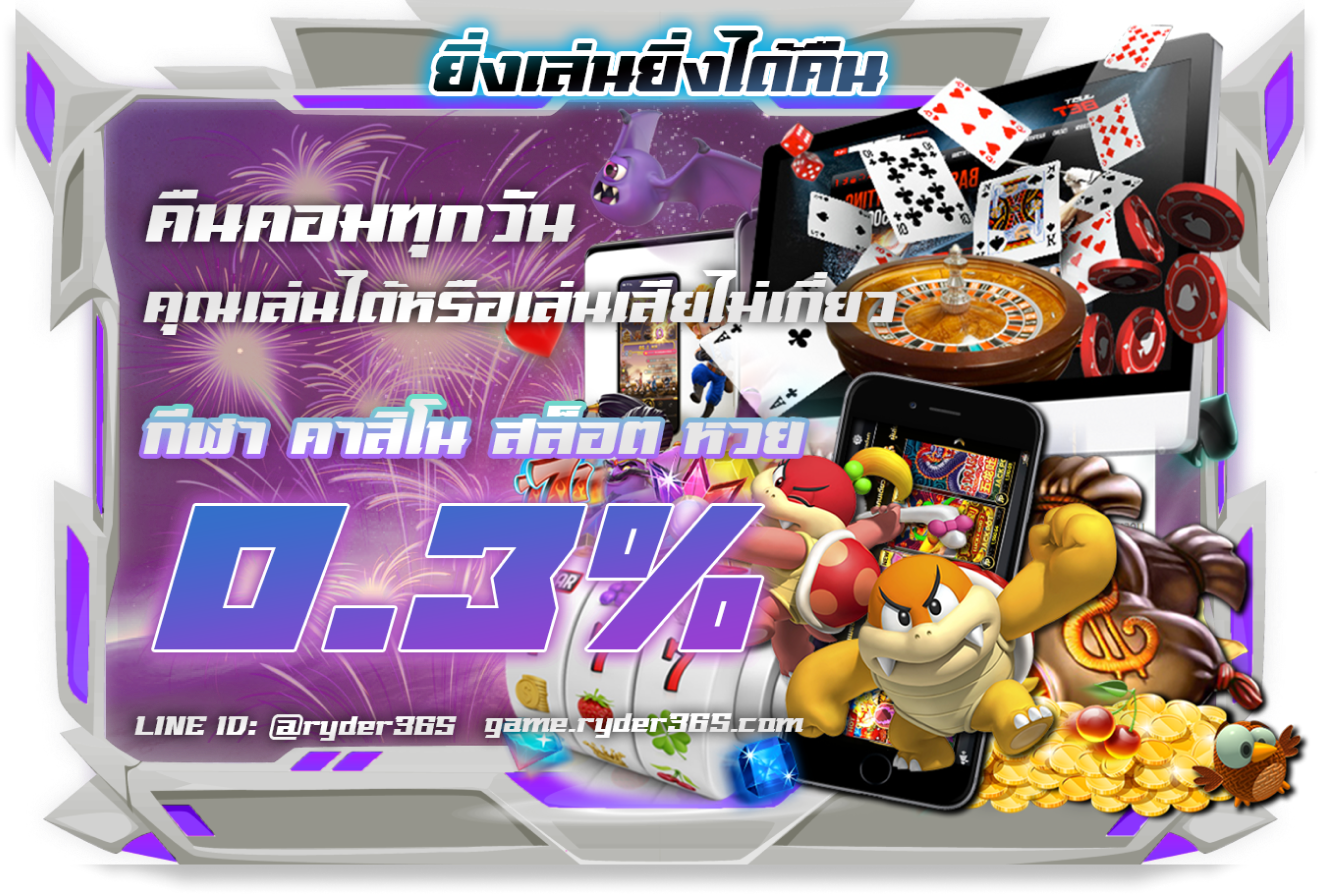 ยิ่งเล่นยิ่งได้คืน
คืนคอมทุกวัน
คุณเล่นได้หรือเล่นเสียไม่เกี่ยว
กีฬา คาสิโน สล็อต หวย
0.3%
LINE ID: @ryder365 game.ryder365.com